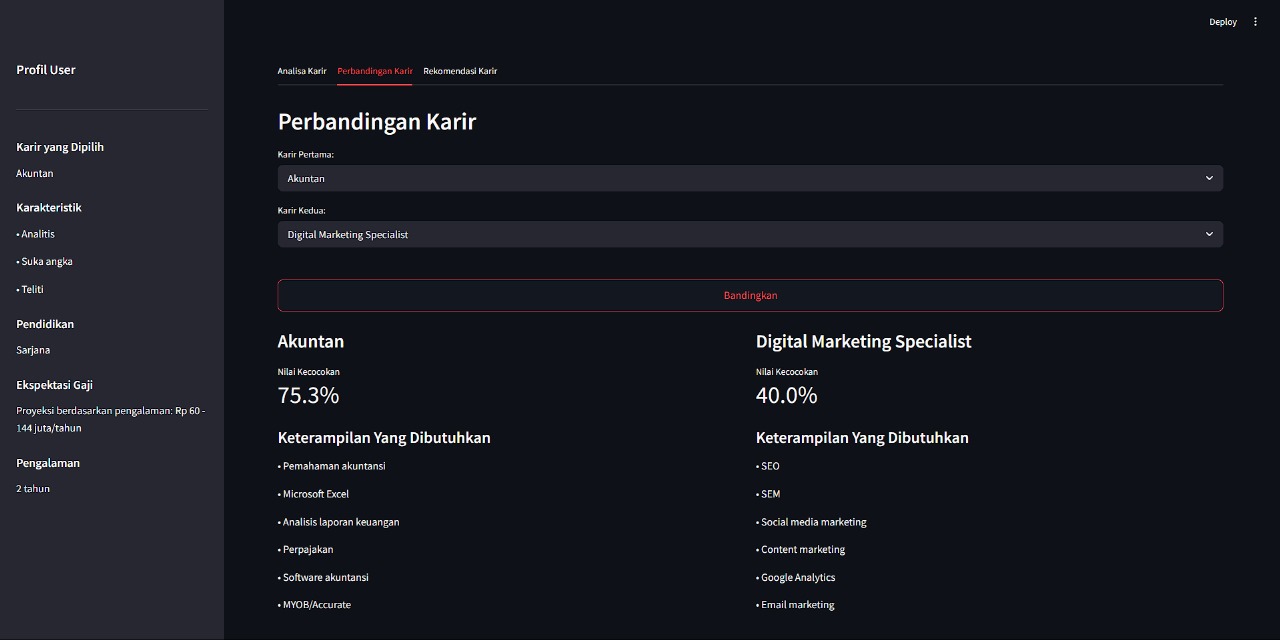 Deploy
Profil User
Karir yang Dipilih
Akuntan
Karakteristik
• Analitis
• Suka angka
• Teliti
Pendidikan
Sarjana
Ekspektasi Gaji
Proyeksi berdasarkan pengalaman: Rp 60 -
144 juta/tahun
Pengalaman
2 tahun
Analisa Karir Perbandingan Karir Rekomendasi Karir
Perbandingan Karir
Karir Pertama:
Akuntan
Karir Kedua:
Digital Marketing Specialist
Bandingkan
Akuntan
Nilai Kecocokan
75.3%
Keterampilan Yang Dibutuhkan
• Pemahaman akuntansi
• Microsoft Excel
• Analisis laporan keuangan
• Perpajakan
• Software akuntansi
• MYOB/Accurate
Digital Marketing Specialist
Nilai Kecocokan
40.0%
Keterampilan Yang Dibutuhkan
• SEO
• SEM
• Social media marketing
• Content marketing
• Google Analytics
• Email marketing